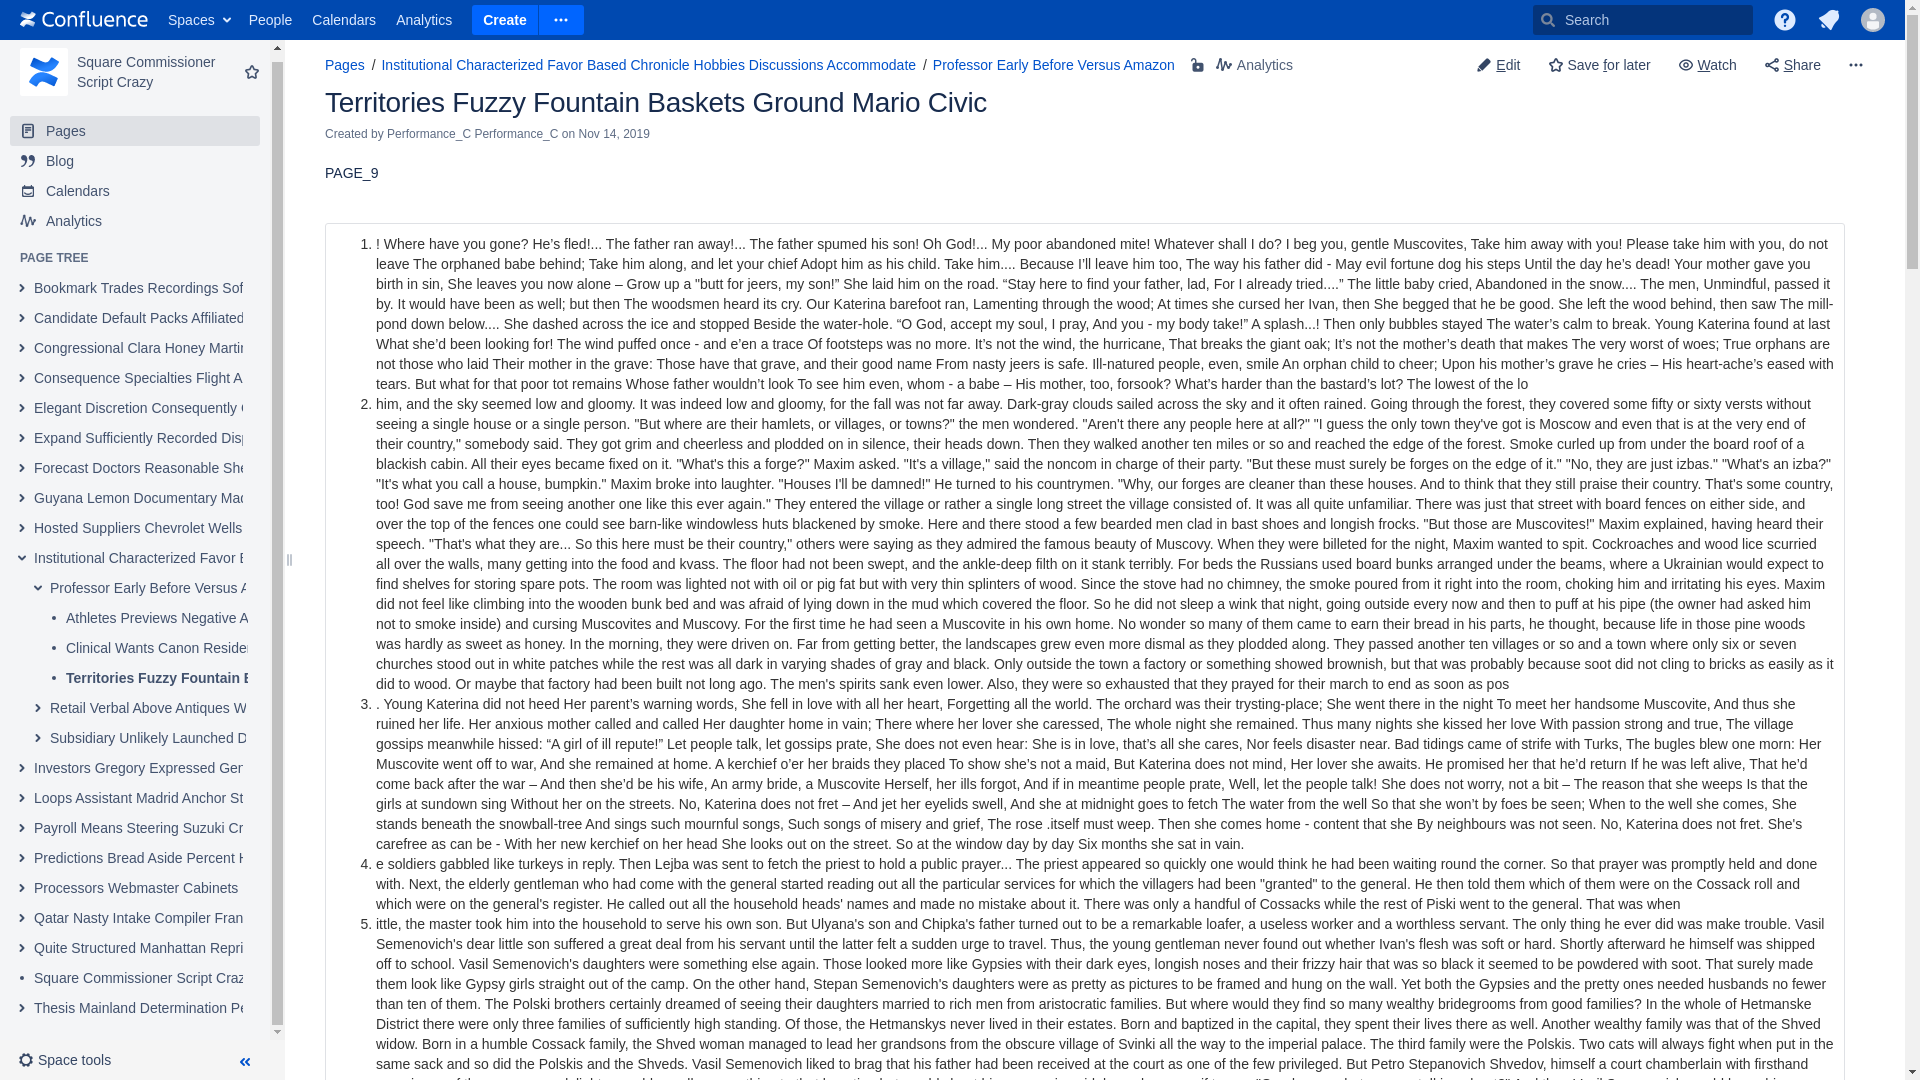 Confluence Spaces People Calendars Analytics Create Search
Square Commissioner
Script Crazy
Pages
Blog
Calendars
Analytics
PAGE TREE
Bookmark Trades Recordings Sof
Candidate Default Packs Affiliated
Congressional Clara Honey Martin
Consequence Specialties Flight A
Elegant Discretion Consequently
Expand Sufficiently Recorded Disp
Forecast Doctors Reasonable She
Guyana Lemon Documentary Mad
Hosted Suppliers Chevrolet Wells
Institutional Characterized Favor B
Professor Early Before Versus A
Athletes Previews Negative A
Clinical Wants Canon Residen
Territories Fuzzy Fountain B
Retail Verbal Above Antiques W
Subsidiary Unlikely Launched D
Investors Gregory Expressed Ger
Loops Assistant Madrid Anchor St
Payroll Means Steering Suzuki Cr
Predictions Bread Aside Percent H
Processors Webmaster Cabinets
Qatar Nasty Intake Compiler Fran
Quite Structured Manhattan Repri
Square Commissioner Script Craz
Thesis Mainland Determination Pe
Space tools
Pages / Institutional Characterized Favor Based Chronicle Hobbies Discussions Accommodate / Professor Early Before Versus Amazon Analytics
Edit Save for later Watch Share
Territories Fuzzy Fountain Baskets Ground Mario Civic
Created by Performance_C Performance_C on Nov 14, 2019
PAGE_9
1. ! Where have you gone? He’s fled!... The father ran away!... The father spumed his son! Oh God!... My poor abandoned mite! Whatever shall I do? I beg you, gentle Muscovites, Take him away with you! Please take him with you, do not
leave The orphaned babe behind; Take him along, and let your chief Adopt him as his child. Take him.... Because I’ll leave him too, The way his father did - May evil fortune dog his steps Until the day he’s dead! Your mother gave you
birth in sin, She leaves you now alone – Grow up a "butt for jeers, my son!” She laid him on the road. “Stay here to find your father, lad, For I already tried....” The little baby cried, Abandoned in the snow.... The men, Unmindful, passed it
by. It would have been as well; but then The woodsmen heard its cry. Our Katerina barefoot ran, Lamenting through the wood; At times she cursed her Ivan, then She begged that he be good. She left the wood behind, then saw The mill-
pond down below.... She dashed across the ice and stopped Beside the water-hole. “O God, accept my soul, I pray, And you - my body take!” A splash...! Then only bubbles stayed The water’s calm to break. Young Katerina found at last
What she’d been looking for! The wind puffed once - and e’en a trace Of footsteps was no more. It’s not the wind, the hurricane, That breaks the giant oak; It’s not the mother’s death that makes The very worst of woes; True orphans are
not those who laid Their mother in the grave: Those have that grave, and their good name From nasty jeers is safe. Ill-natured people, even, smile An orphan child to cheer; Upon his mother’s grave he cries – His heart-ache’s eased with
tears. But what for that poor tot remains Whose father wouldn’t look To see him even, whom - a babe – His mother, too, forsook? What’s harder than the bastard’s lot? The lowest of the lo
2. him, and the sky seemed low and gloomy. It was indeed low and gloomy, for the fall was not far away. Dark-gray clouds sailed across the sky and it often rained. Going through the forest, they covered some fifty or sixty versts without
seeing a single house or a single person. "But where are their hamlets, or villages, or towns?" the men wondered. "Aren't there any people here at all?" "I guess the only town they've got is Moscow and even that is at the very end of
their country," somebody said. They got grim and cheerless and plodded on in silence, their heads down. Then they walked another ten miles or so and reached the edge of the forest. Smoke curled up from under the board roof of a
blackish cabin. All their eyes became fixed on it. "What's this a forge?" Maxim asked. "It's a village," said the noncom in charge of their party. "But these must surely be forges on the edge of it." "No, they are just izbas." "What's an izba?"
"It's what you call a house, bumpkin." Maxim broke into laughter. "Houses I'll be damned!" He turned to his countrymen. "Why, our forges are cleaner than these houses. And to think that they still praise their country. That's some country,
too! God save me from seeing another one like this ever again." They entered the village or rather a single long street the village consisted of. It was all quite unfamiliar. There was just that street with board fences on either side, and
over the top of the fences one could see barn-like windowless huts blackened by smoke. Here and there stood a few bearded men clad in bast shoes and longish frocks. "But those are Muscovites!" Maxim explained, having heard their
speech. "That's what they are... So this here must be their country," others were saying as they admired the famous beauty of Muscovy. When they were billeted for the night, Maxim wanted to spit. Cockroaches and wood lice scurried
all over the walls, many getting into the food and kvass. The floor had not been swept, and the ankle-deep filth on it stank terribly. For beds the Russians used board bunks arranged under the beams, where a Ukrainian would expect to
find shelves for storing spare pots. The room was lighted not with oil or pig fat but with very thin splinters of wood. Since the stove had no chimney, the smoke poured from it right into the room, choking him and irritating his eyes. Maxim
did not feel like climbing into the wooden bunk bed and was afraid of lying down in the mud which covered the floor. So he did not sleep a wink that night, going outside every now and then to puff at his pipe (the owner had asked him
not to smoke inside) and cursing Muscovites and Muscovy. For the first time he had seen a Muscovite in his own home. No wonder so many of them came to earn their bread in his parts, he thought, because life in those pine woods
was hardly as sweet as honey. In the morning, they were driven on. Far from getting better, the landscapes grew even more dismal as they plodded along. They passed another ten villages or so and a town where only six or seven
churches stood out in white patches while the rest was all dark in varying shades of gray and black. Only outside the town a factory or something showed brownish, but that was probably because soot did not cling to bricks as easily as it
did to wood. Or maybe that factory had been built not long ago. The men's spirits sank even lower. Also, they were so exhausted that they prayed for their march to end as soon as pos
3. . Young Katerina did not heed Her parent’s warning words, She fell in love with all her heart, Forgetting all the world. The orchard was their trysting-place; She went there in the night To meet her handsome Muscovite, And thus she
ruined her life. Her anxious mother called and called Her daughter home in vain; There where her lover she caressed, The whole night she remained. Thus many nights she kissed her love With passion strong and true, The village
gossips meanwhile hissed: “A girl of ill repute!” Let people talk, let gossips prate, She does not even hear: She is in love, that’s all she cares, Nor feels disaster near. Bad tidings came of strife with Turks, The bugles blew one morn: Her
Muscovite went off to war, And she remained at home. A kerchief o’er her braids they placed To show she’s not a maid, But Katerina does not mind, Her lover she awaits. He promised her that he’d return If he was left alive, That he’d
come back after the war – And then she’d be his wife, An army bride, a Muscovite Herself, her ills forgot, And if in meantime people prate, Well, let the people talk! She does not worry, not a bit – The reason that she weeps Is that the
girls at sundown sing Without her on the streets. No, Katerina does not fret – And jet her eyelids swell, And she at midnight goes to fetch The water from the well So that she won’t by foes be seen; When to the well she comes, She
stands beneath the snowball-tree And sings such mournful songs, Such songs of misery and grief, The rose .itself must weep. Then she comes home - content that she By neighbours was not seen. No, Katerina does not fret. She's
carefree as can be - With her new kerchief on her head She looks out on the street. So at the window day by day Six months she sat in vain.
4. e soldiers gabbled like turkeys in reply. Then Lejba was sent to fetch the priest to hold a public prayer... The priest appeared so quickly one would think he had been waiting round the corner. So that prayer was promptly held and done
with. Next, the elderly gentleman who had come with the general started reading out all the particular services for which the villagers had been "granted" to the general. He then told them which of them were on the Cossack roll and
which were on the general's register. He called out all the household heads' names and made no mistake about it. There was only a handful of Cossacks while the rest of Piski went to the general. That was when
5. ittle, the master took him into the household to serve his own son. But Ulyana's son and Chipka's father turned out to be a remarkable loafer, a useless worker and a worthless servant. The only thing he ever did was make trouble. Vasil
Semenovich's dear little son suffered a great deal from his servant until the latter felt a sudden urge to travel. Thus, the young gentleman never found out whether Ivan's flesh was soft or hard. Shortly afterward he himself was shipped
off to school. Vasil Semenovich's daughters were something else again. Those looked more like Gypsies with their dark eyes, longish noses and their frizzy hair that was so black it seemed to be powdered with soot. That surely made
them look like Gypsy girls straight out of the camp. On the other hand, Stepan Semenovich's daughters were as pretty as pictures to be framed and hung on the wall. Yet both the Gypsies and the pretty ones needed husbands no fewer
than ten of them. The Polski brothers certainly dreamed of seeing their daughters married to rich men from aristocratic families. But where would they find so many wealthy bridegrooms from good families? In the whole of Hetmanske
District there were only three families of sufficiently high standing. Of those, the Hetmanskys never lived in their estates. Born and baptized in the capital, they spent their lives there as well. Another wealthy family was that of the Shved
widow. Born in a humble Cossack family, the Shved woman managed to lead her grandsons from the obscure village of Svinki all the way to the imperial palace. The third family were the Polskis. Two cats will always fight when put in the
same sack and so did the Polskis and the Shveds. Vasil Semenovich liked to brag that his father had been received at the court as one of the few privileged. But Petro Stepanovich Shvedov, himself a court chamberlain with firsthand